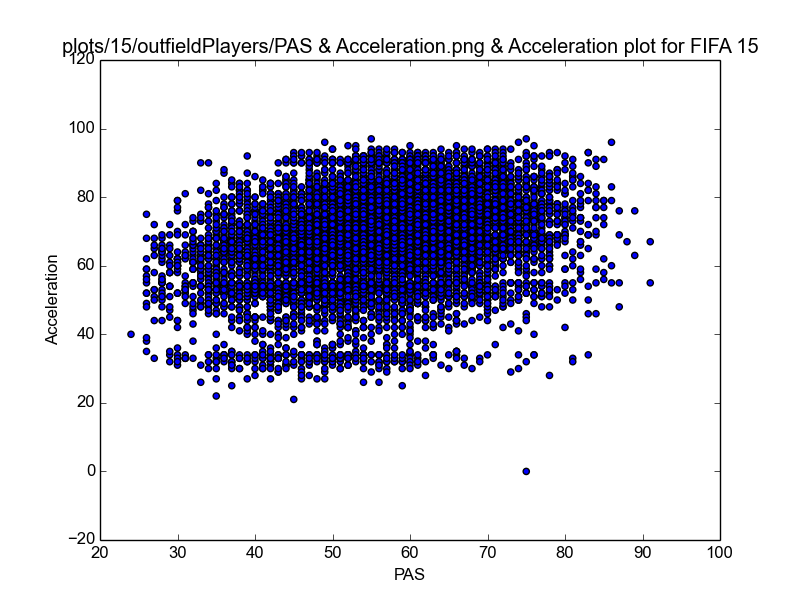 plots/15/outfieldPlayers/PAS & Acceleration.png & Acceleration plot for FIFA 15
120
100
80
60
40
20
0
−20
Acceleration
20 30 40 50 60 70 80 90 100
PAS